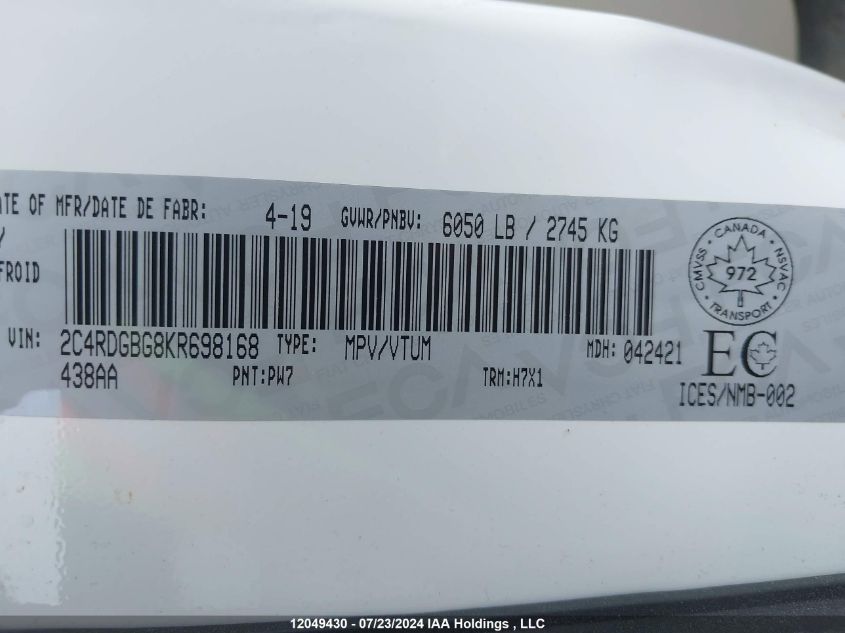 ATE OF MFR/DATE DE FABR: 4-19 GVWR/PNBV: 6050 LB / 2745 KG
FROID
VIN: 2C4RDGBG8KR698168 TYPE: MPV/VTUM MDH: 042421
438AA PNT:PW7 TRM:H7X1
CANADA
CMVSS 972 NSVAC
TRANSPORT
EC
ICES/NMB-002
12049430 - 07/23/2024 IAA Holdings , LLC